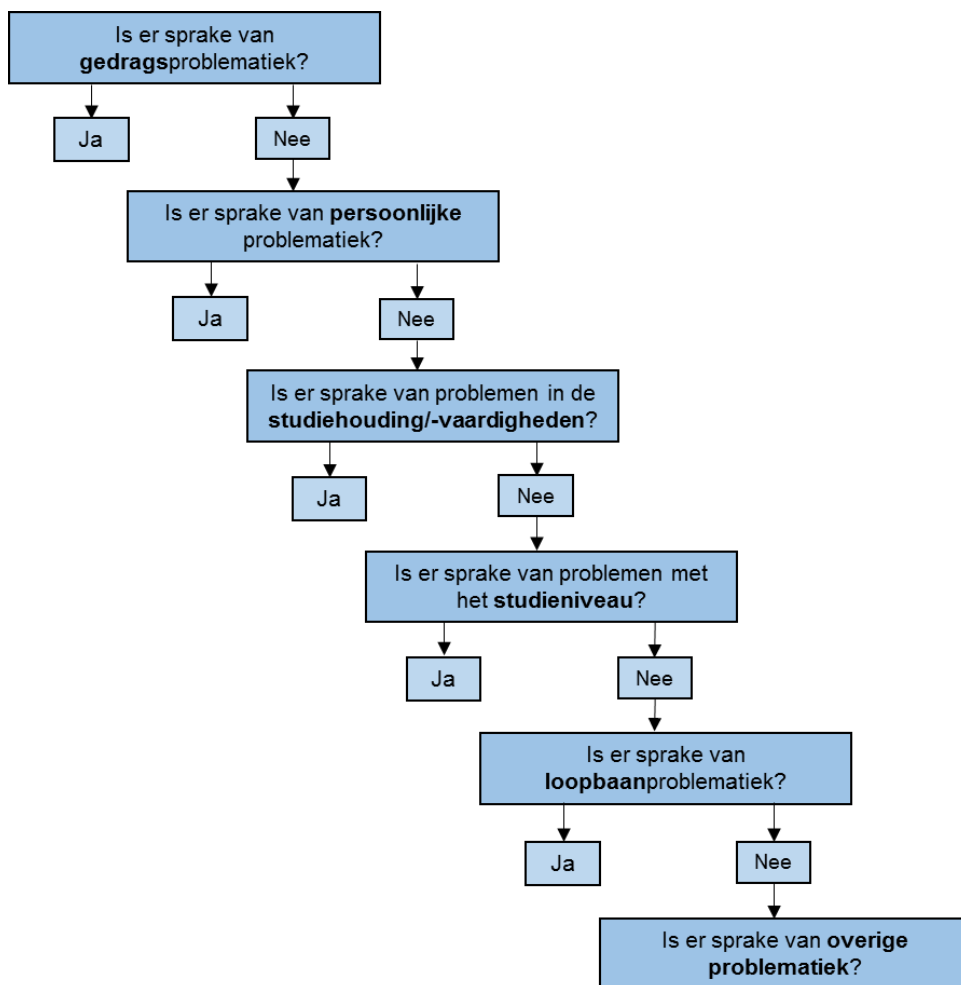 Is er sprake van
gedragsproblematiek?
Ja
Nee
Is er sprake van persoonlijke
problematiek?
Ja
Nee
Is er sprake van problemen in de
studiehouding/-vaardigheden?
Ja
Nee
Is er sprake van problemen met
het studieniveau?
Ja
Nee
Is er sprake van
loopbaanproblematiek?
Ja
Nee
Is er sprake van overige
problematiek?